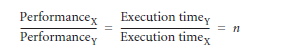 Performance_X / Performance_Y = Execution time_Y / Execution time_X = n